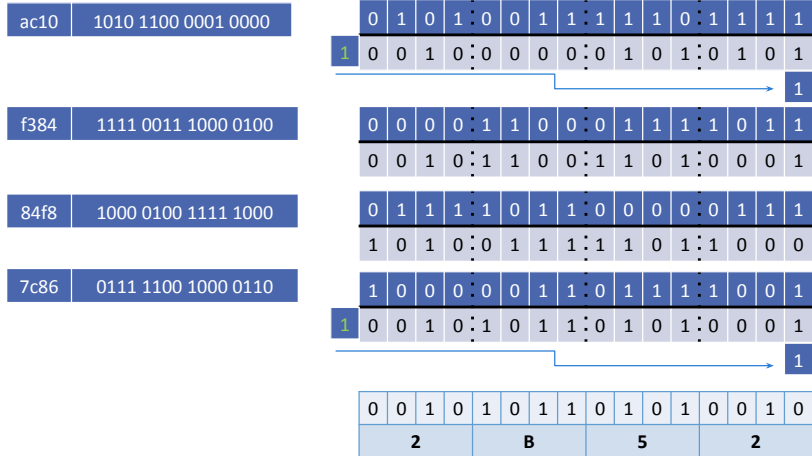 ac10 1010 1100 0001 0000 0 1 0 1 0 0 1 1 1 1 1 0 1 1 1 1
1 0 0 1 0 0 0 0 0 0 1 0 1 0 1 0 1
1
f384 1111 0011 1000 0100 0 0 0 0 1 1 0 0 0 1 1 1 1 0 1 1
0 0 1 0 1 1 0 0 1 1 0 1 0 0 0 1
84f8 1000 0100 1111 1000 0 1 1 1 1 0 1 1 0 0 0 0 0 1 1 1
1 0 1 0 0 1 1 1 1 1 0 1 1 0 0 0
7c86 0111 1100 1000 0110 1 0 0 0 0 0 1 1 0 1 1 1 1 0 0 1
1 0 0 1 0 1 0 1 1 0 1 0 1 0 0 0 1
1
0 0 1 0 1 0 1 1 0 1 0 1 0 0 1 0
2 B 5 2